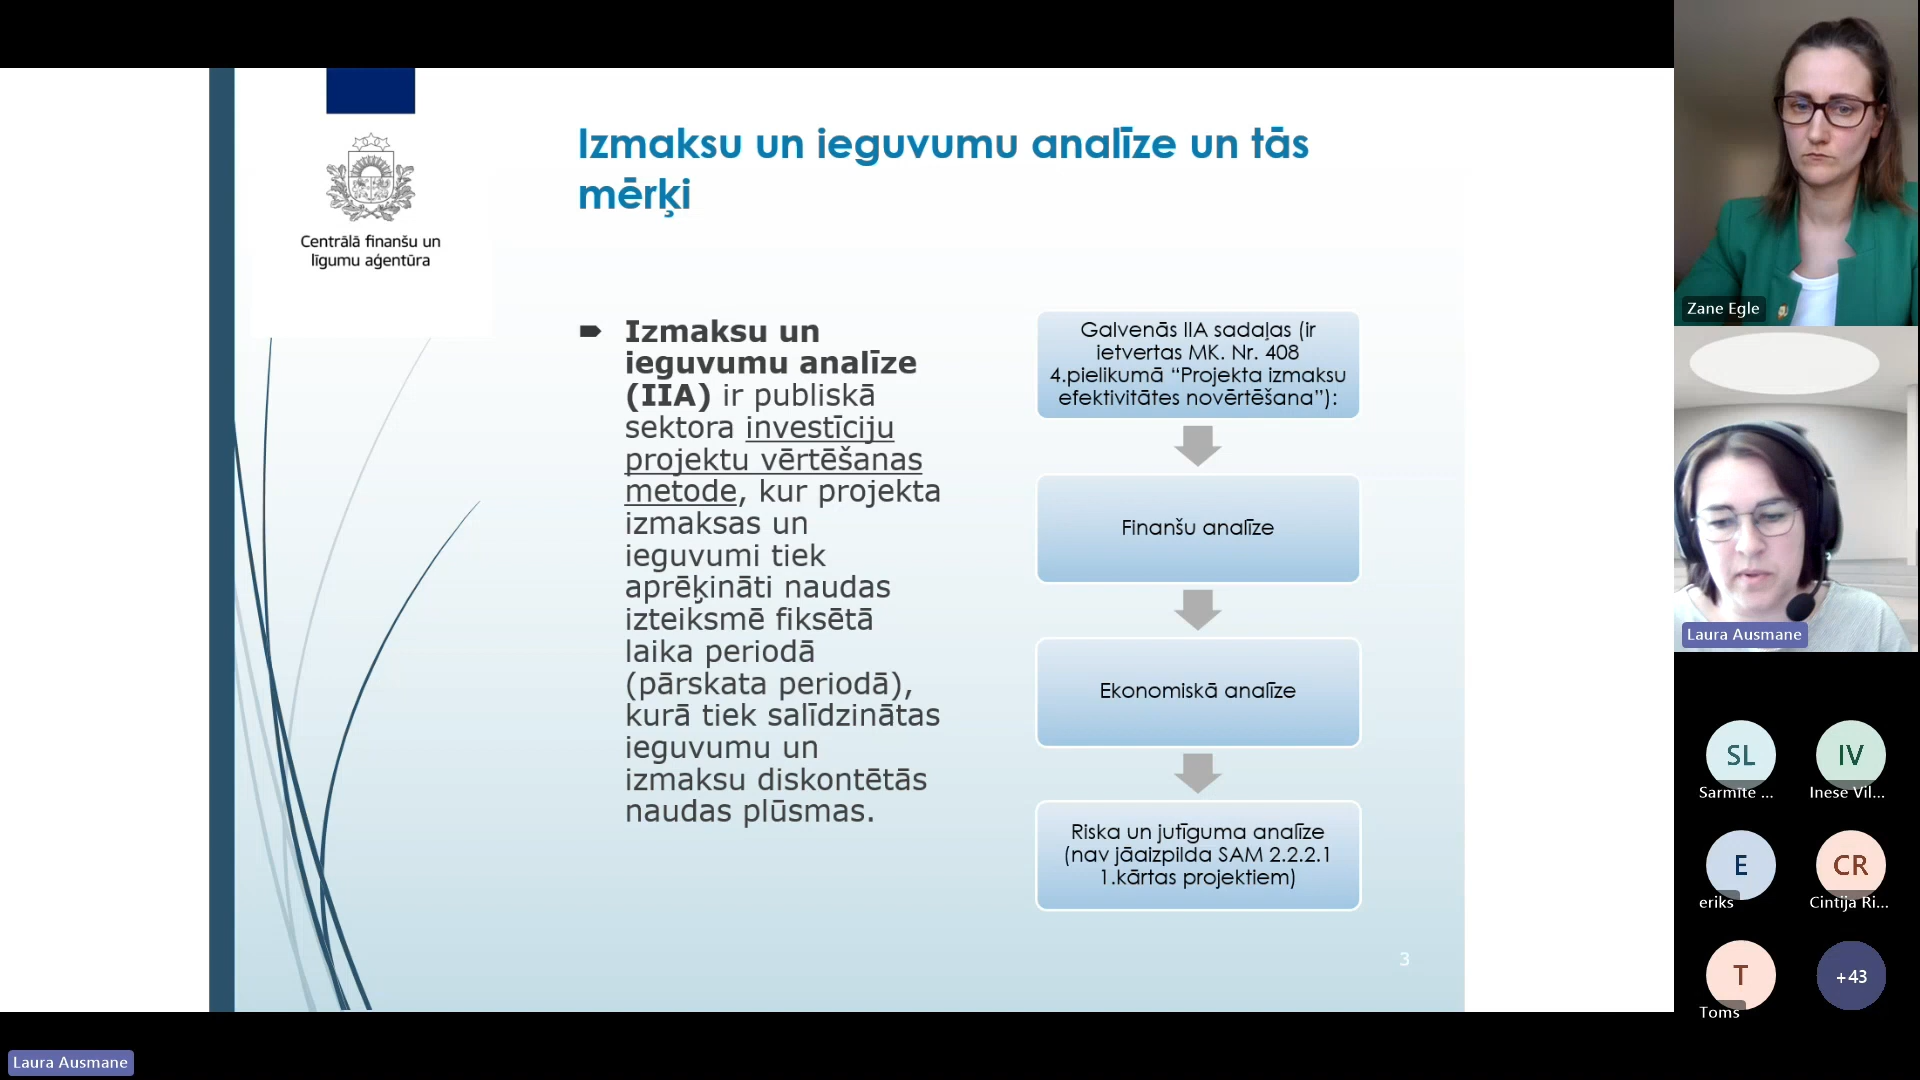 Centrālā finanšu un
līgumu aģentūra
Izmaksu un ieguvumu analīze un tās
mērķi
Izmaksu un
ieguvumu analīze
(IIA) ir publiskā
sektora investīciju
projektu vērtēšanas
metode, kur projekta
izmaksas un
ieguvumi tiek
aprēķināti naudas
izteiksmē fiksētā
laika periodā
(pārskata periodā),
kurā tiek salīdzinātas
ieguvumu un
izmaksu diskontētās
naudas plūsmas.
Galvenās IIA sadaļas (ir
ietvertas MK. Nr. 408
4.pielikumā “Projekta izmaksu
efektivitātes novērtēšana”):
Finanšu analīze
Ekonomiskā analīze
Riska un jutīguma analīze
(nav jāaizpilda SAM 2.2.2.1
1.kārtas projektiem)
3
Zane Egle
Laura Ausmane
SL
Sarmīte ...
IV
Inese Vil...
E
eriks
CR
Cintija Ri...
T
Toms
+43
Laura Ausmane